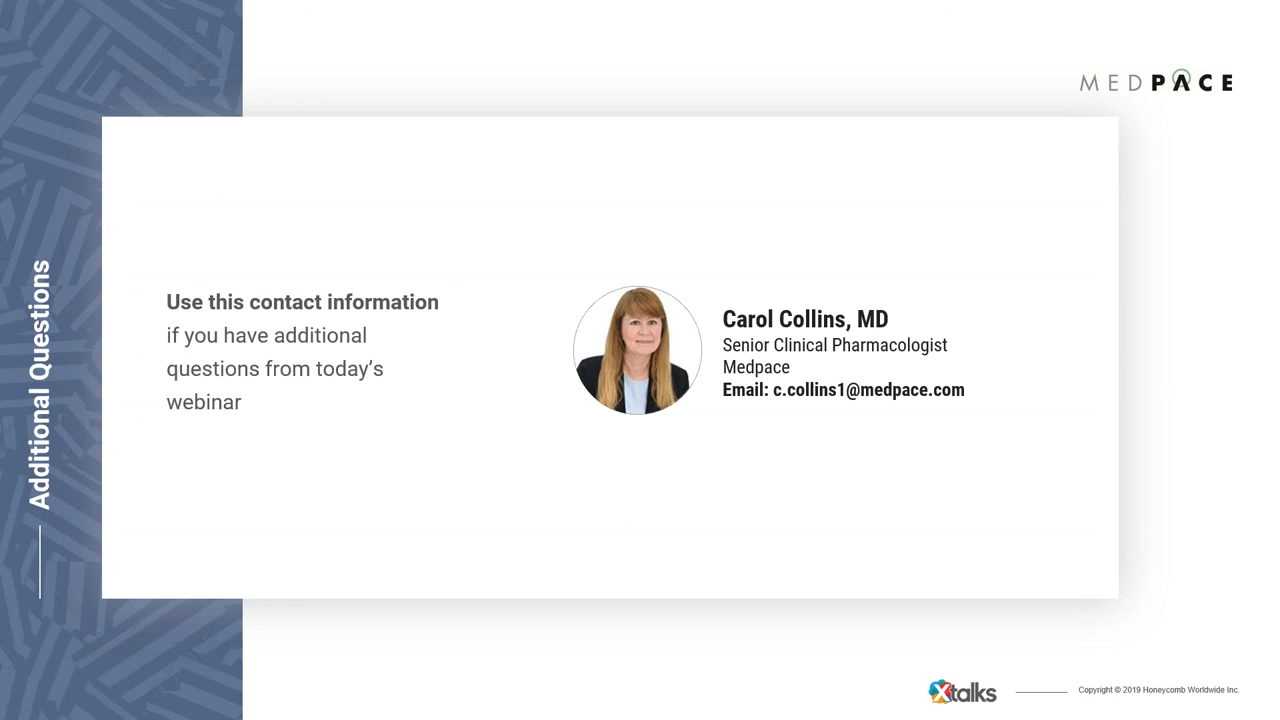 MEDPACE
Additional Questions
Use this contact information
if you have additional
questions from today’s
webinar
Carol Collins, MD
Senior Clinical Pharmacologist
Medpace
Email: c.collins1@medpace.com
Xtalks
Copyright © 2019 Honeycomb Worldwide Inc.